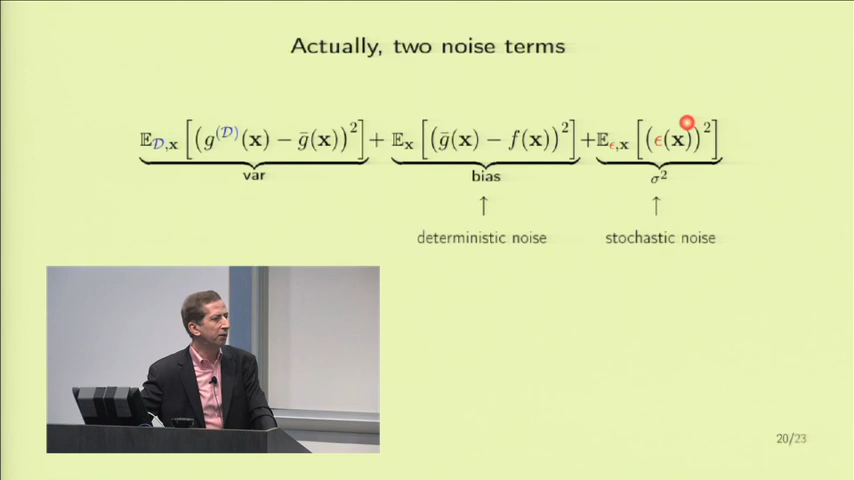 Actually, two noise terms
𝔼_{𝒟,𝐱} [ ( g^{(𝒟)}(𝐱) − ḡ(𝐱) )² ] + 𝔼_𝐱 [ ( ḡ(𝐱) − f(𝐱) )² ] + 𝔼_{ϵ,𝐱} [ ( ϵ(𝐱) )² ]
var bias σ²
↑ ↑
deterministic noise stochastic noise
20/23